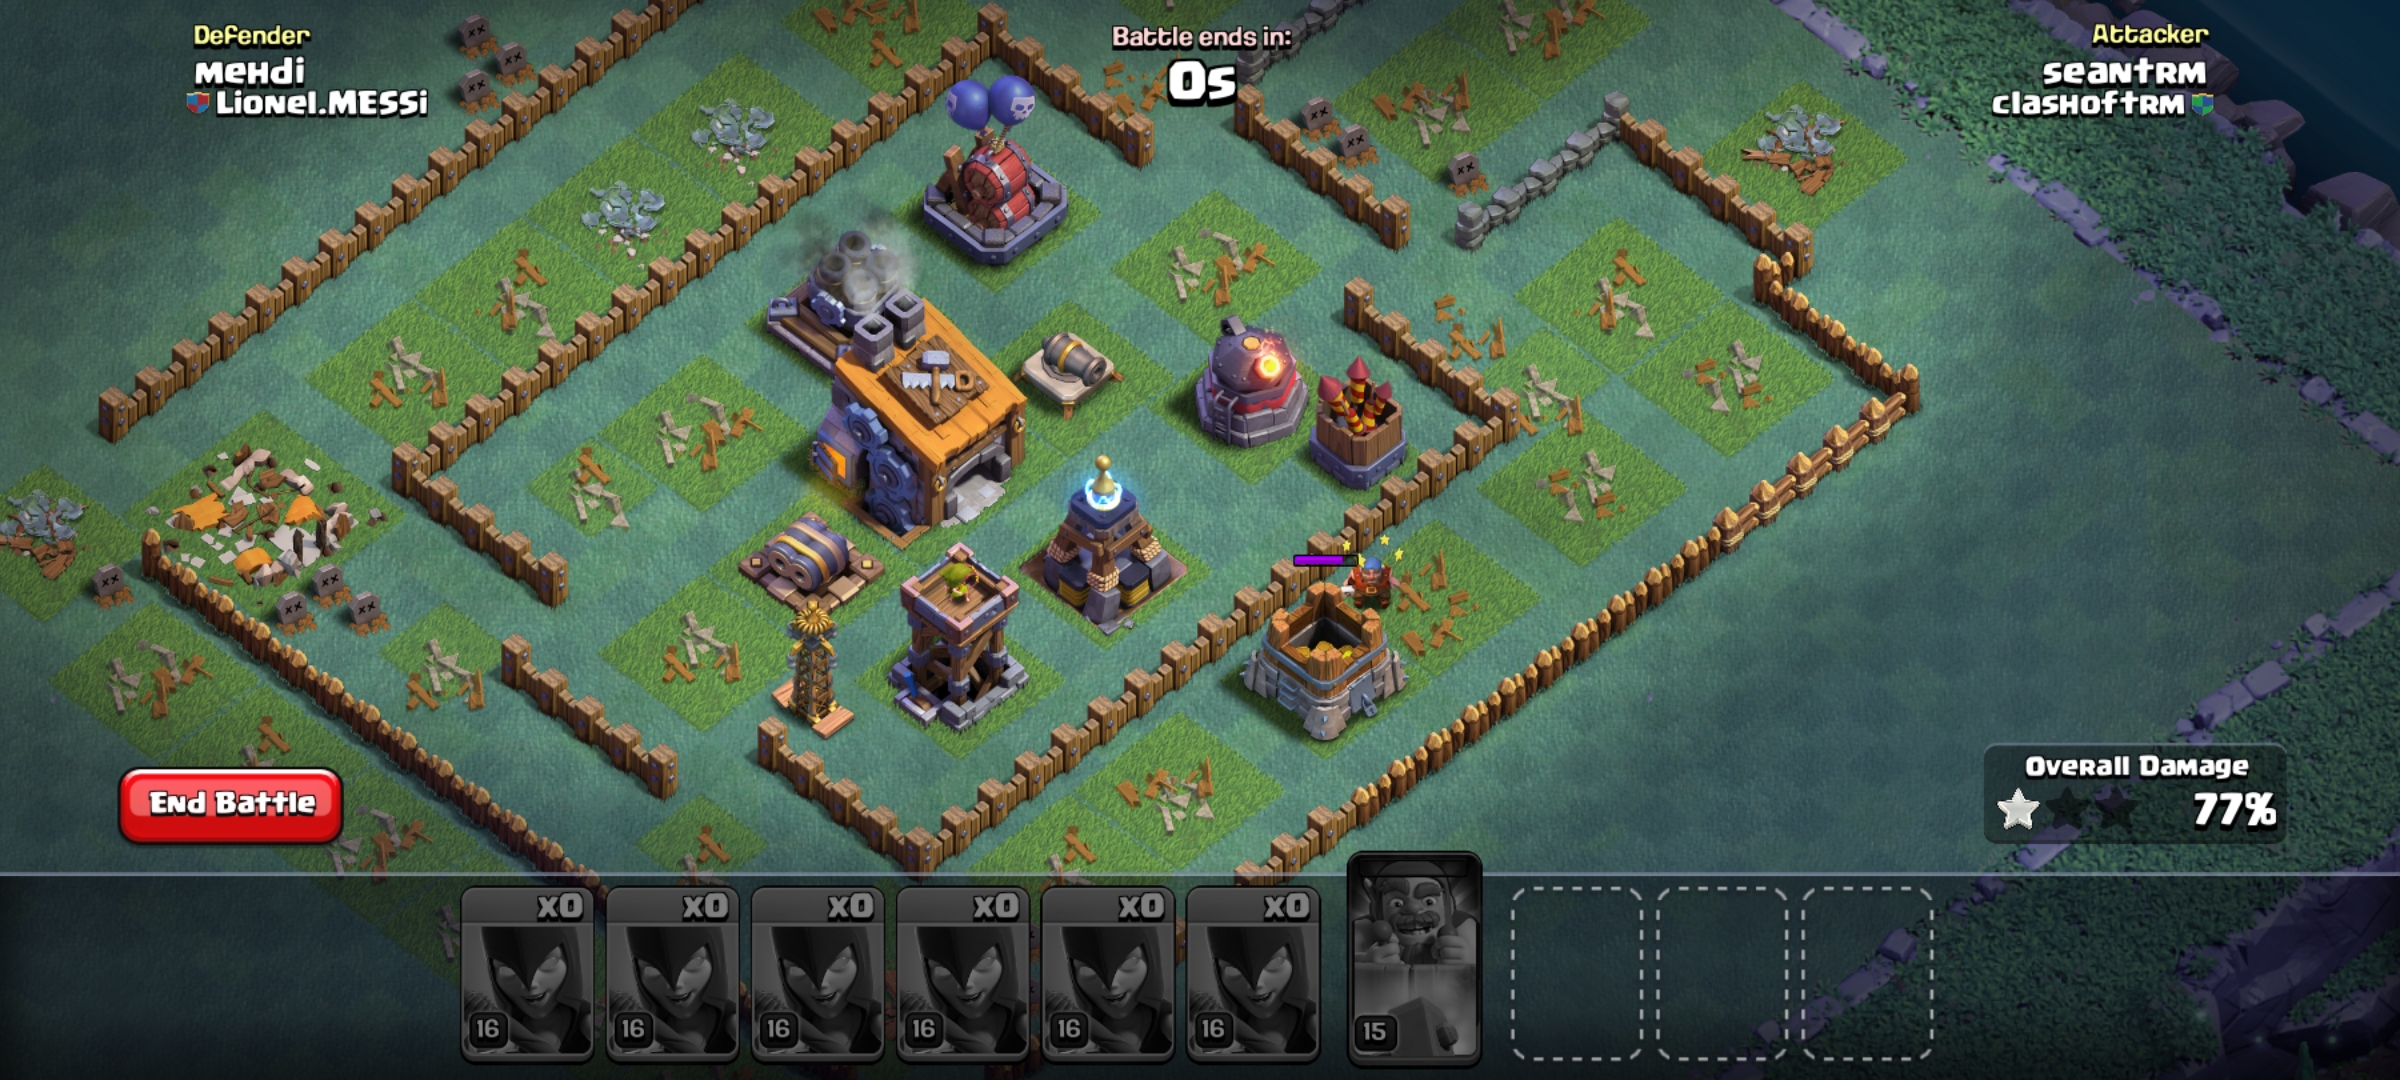 Defender
MEHdi
Lionel.MESSi
Battle ends in:
0s
Attacker
seantRM
clashoftRM
End Battle
Overall Damage
77%
x0 x0 x0 x0 x0 x0
16 16 16 16 16 16 15